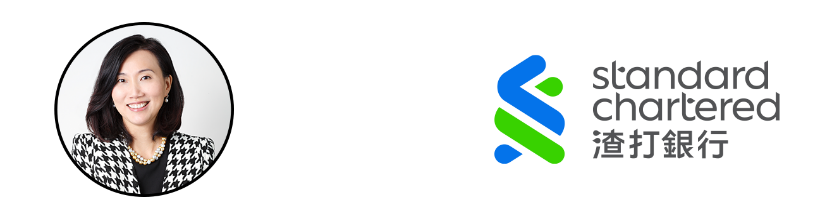 standard
chartered
渣打銀行